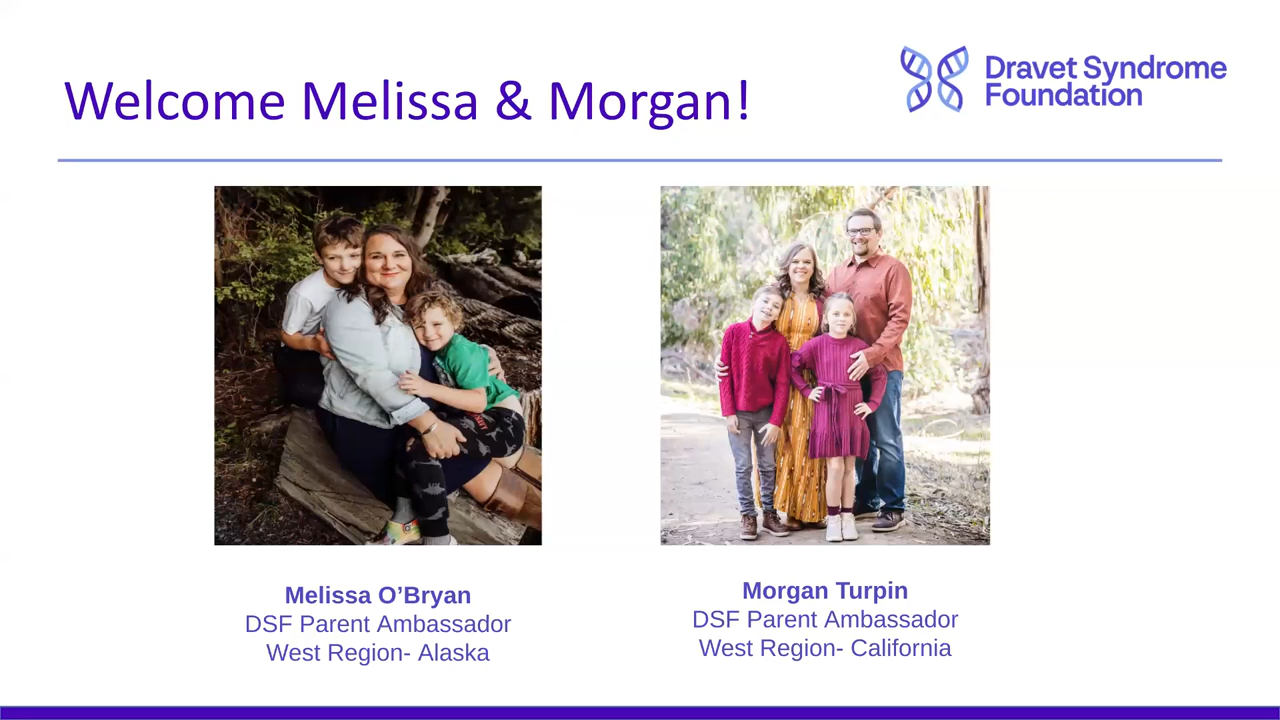 Welcome Melissa & Morgan!
Dravet Syndrome
Foundation
Melissa O’Bryan
DSF Parent Ambassador
West Region- Alaska
Morgan Turpin
DSF Parent Ambassador
West Region- California